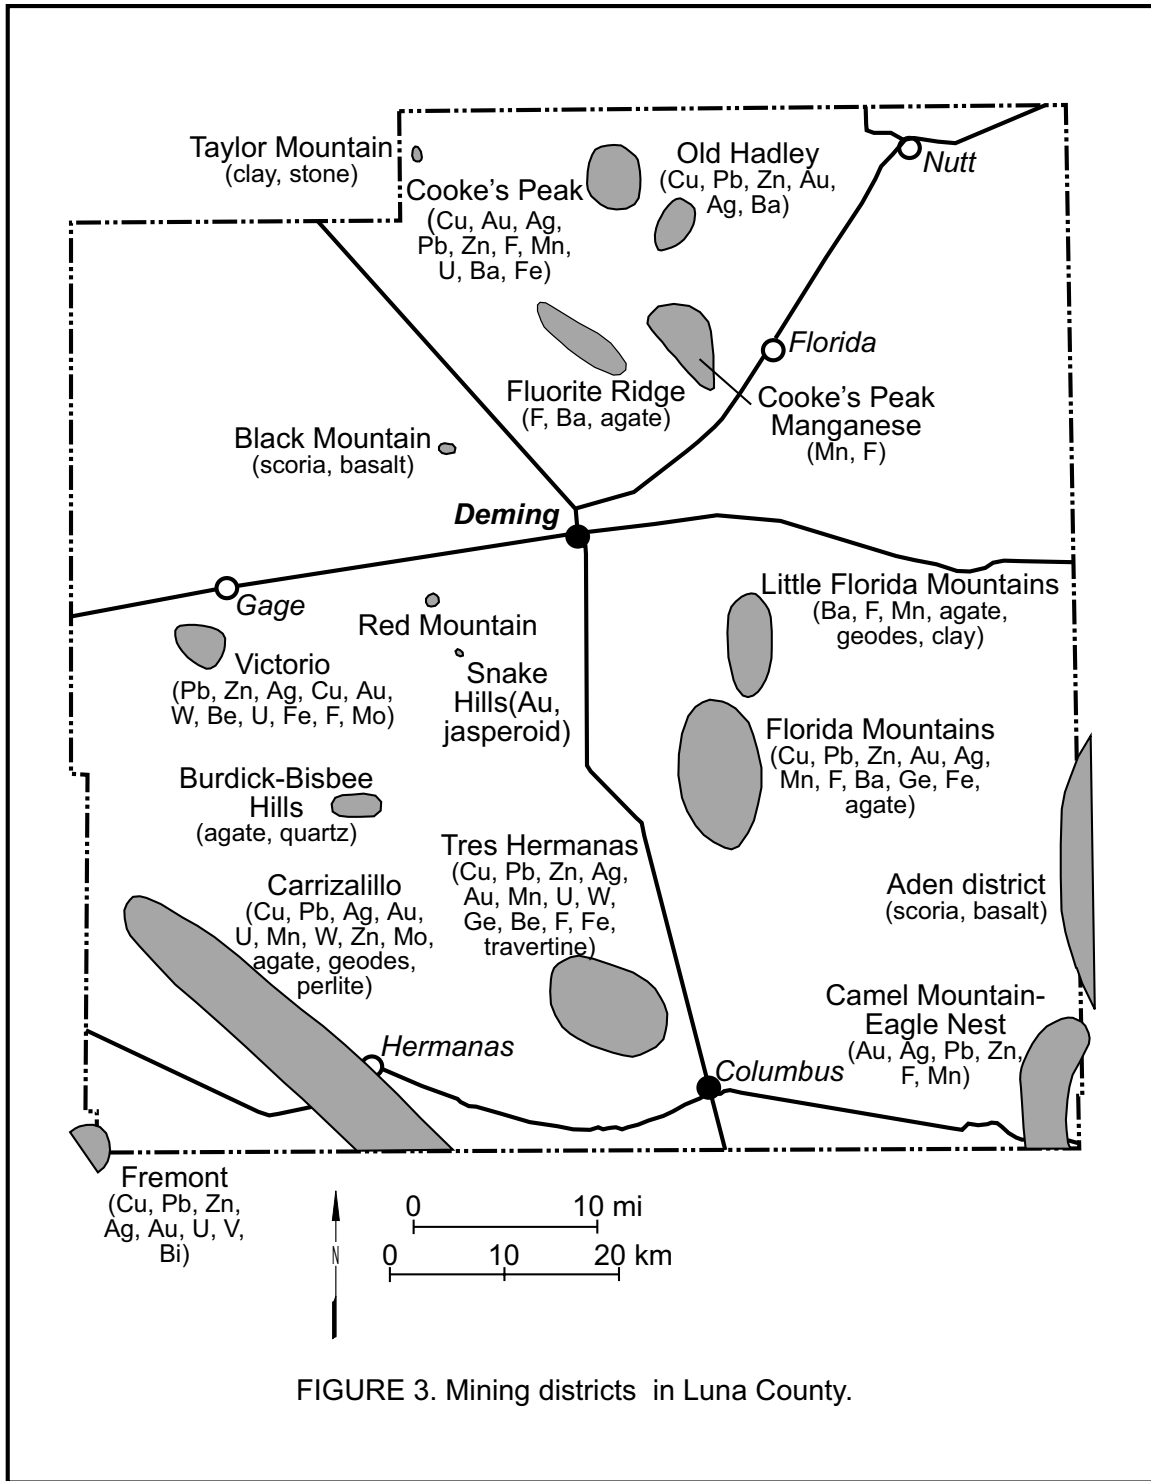 Taylor Mountain
(clay, stone)
Cooke's Peak
(Cu, Au, Ag,
Pb, Zn, F, Mn,
U, Ba, Fe)
Old Hadley
(Cu, Pb, Zn, Au,
Ag, Ba)
Nutt
Florida
Fluorite Ridge
(F, Ba, agate)
Cooke's Peak
Manganese
(Mn, F)
Black Mountain
(scoria, basalt)
Deming
Gage
Red Mountain
Little Florida Mountains
(Ba, F, Mn, agate,
geodes, clay)
Victorio
(Pb, Zn, Ag, Cu, Au,
W, Be, U, Fe, F, Mo)
Snake
Hills(Au,
jasperoid)
Florida Mountains
(Cu, Pb, Zn, Au, Ag,
Mn, F, Ba, Ge, Fe,
agate)
Burdick-Bisbee
Hills
(agate, quartz)
Tres Hermanas
(Cu, Pb, Zn, Ag,
Au, Mn, U, W,
Ge, Be, F, Fe,
travertine)
Carrizalillo
(Cu, Pb, Ag, Au,
U, Mn, W, Zn, Mo,
agate, geodes,
perlite)
Aden district
(scoria, basalt)
Camel Mountain-
Eagle Nest
(Au, Ag, Pb, Zn,
F, Mn)
Hermanas
Columbus
Fremont
(Cu, Pb, Zn,
Ag, Au, U, V,
Bi)
N
0 10 mi
0 10 20 km
FIGURE 3. Mining districts in Luna County.